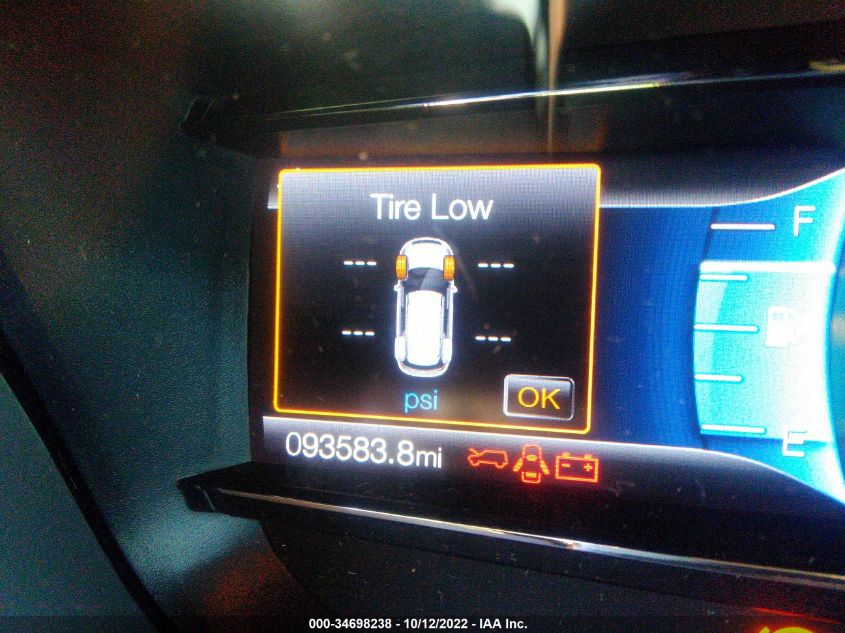 Tire Low
--- ---
--- ---
psi
OK
F
E
093583.8mi
000-34698238 - 10/12/2022 - IAA Inc.